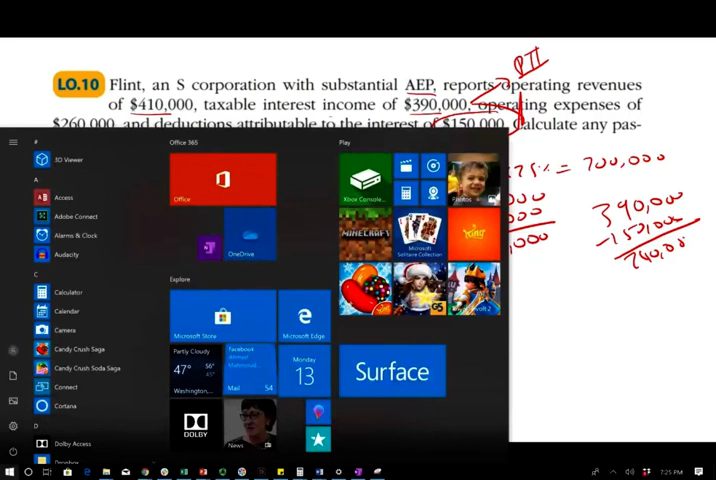 PII
LO.10 Flint, an S corporation with substantial AEP, reports operating revenues
of $410,000, taxable interest income of $390,000, operating expenses of
$260,000, and deductions attributable to the interest of $150,000. Calculate any pas-
= 200,000
390,000
-150,000
240,00
#
3D Viewer
A
Access
Adobe Connect
Alarms & Clock
Audacity
C
Calculator
Calendar
Camera
Candy Crush Saga
Candy Crush Soda Saga
Connect
Cortana
D
Dolby Access
Dropbox
Office 365
Office
OneDrive
Explore
Microsoft Store
Microsoft Edge
Partly Cloudy
47°
56°
45°
Washington,...
Facebook
Mail
54
Monday
13
DOLBY
News
Play
Xbox Console...
Photos
MINECRAFT
Microsoft
Solitaire Collection
King
G5
Surface
7:25 PM